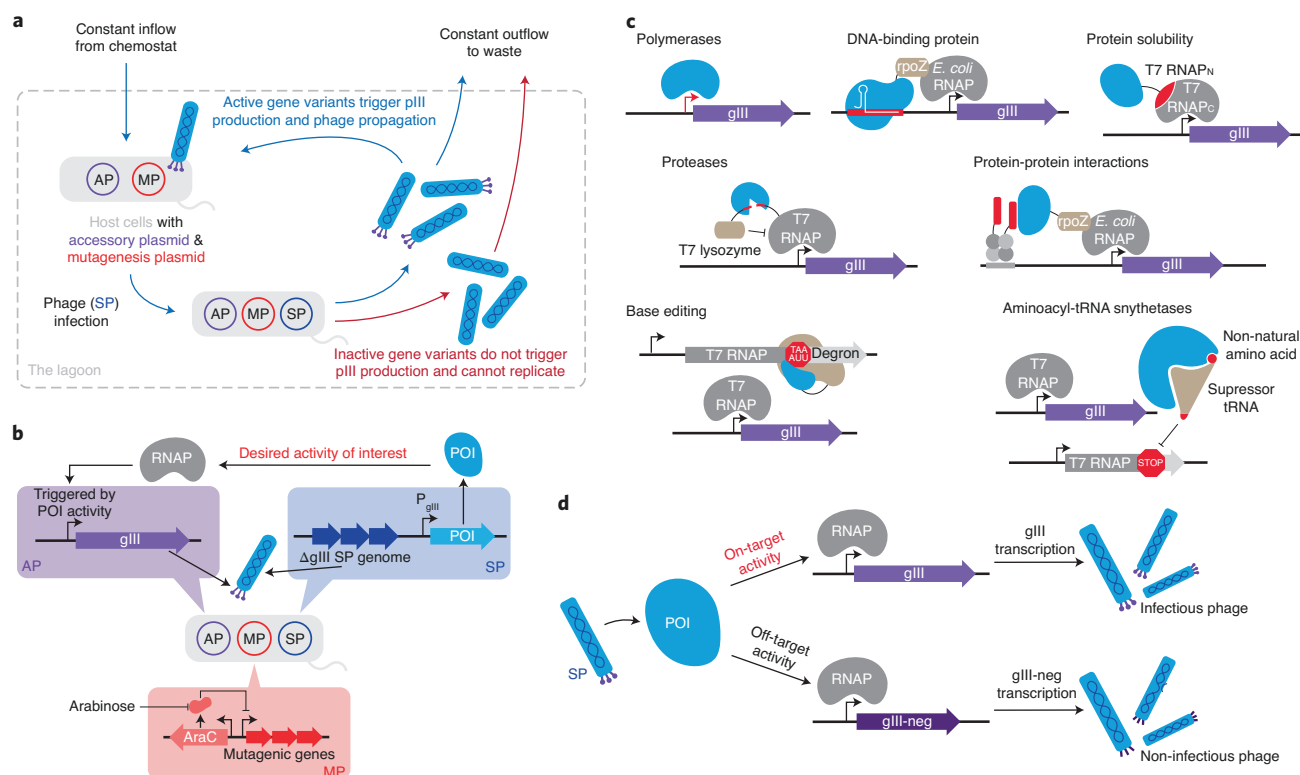 a
Constant inflow
from chemostat
Constant outflow
to waste
Active gene variants trigger pIII
production and phage propagation
AP
MP
Host cells with
accessory plasmid &
mutagenesis plasmid
Phage (SP)
infection
AP
MP
SP
Inactive gene variants do not trigger
pIII production and cannot replicate
The lagoon
b
RNAP
Desired activity of interest
POI
Triggered by
POI activity
gIII
AP
PgIII
POI
ΔgIII SP genome
SP
AP
MP
SP
Arabinose
AraC
Mutagenic genes
MP
c
Polymerases
gIII
DNA-binding protein
rpoZ
E. coli
RNAP
gIII
Protein solubility
T7 RNAPN
T7
RNAPC
gIII
Proteases
T7
RNAP
T7 lysozyme
gIII
Protein-protein interactions
rpoZ
E. coli
RNAP
gIII
Base editing
T7 RNAP
TAA
AUU
Degron
T7
RNAP
gIII
Aminoacyl-tRNA snythetases
Non-natural
amino acid
T7
RNAP
Supressor
tRNA
gIII
T7 RNAP
STOP
d
SP
POI
On-target
activity
RNAP
gIII
gIII
transcription
Infectious phage
Off-target
activity
RNAP
gIII-neg
gIII-neg
transcription
Non-infectious phage